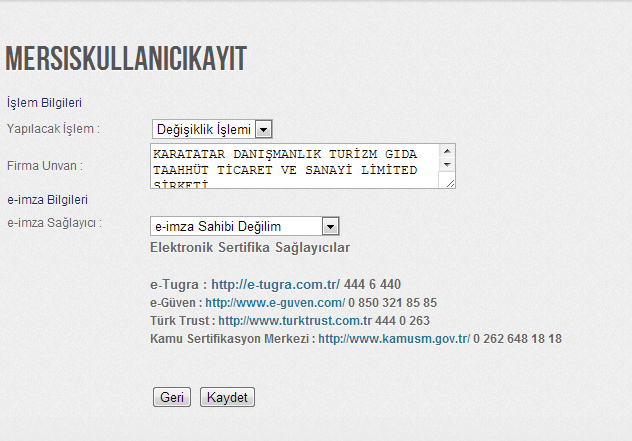 MERSISKULLANICIKAYIT
İşlem Bilgileri
Yapılacak İşlem : Değişiklik İşlemi
Firma Unvan : KARATATAR DANIŞMANLIK TURİZM GIDA
TAAHHÜT TİCARET VE SANAYİ LİMİTED
ŞİRKETİ
e-imza Bilgileri
e-imza Sağlayıcı : e-imza Sahibi Değilim
Elektronik Sertifika Sağlayıcılar
e-Tugra : http://e-tugra.com.tr/ 444 6 440
e-Güven : http://www.e-guven.com/ 0 850 321 85 85
Türk Trust : http://www.turktrust.com.tr 444 0 263
Kamu Sertifikasyon Merkezi : http://www.kamusm.gov.tr/ 0 262 648 18 18
Geri Kaydet